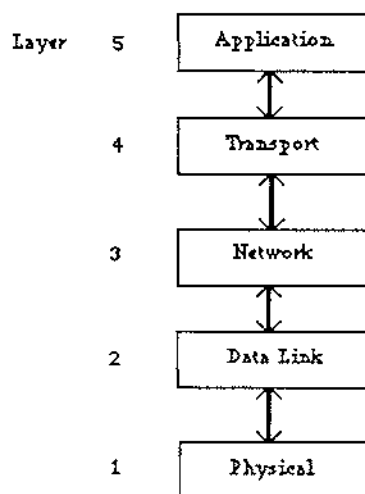 Layer 5 Application
4 Transport
3 Network
2 Data Link
1 Physical